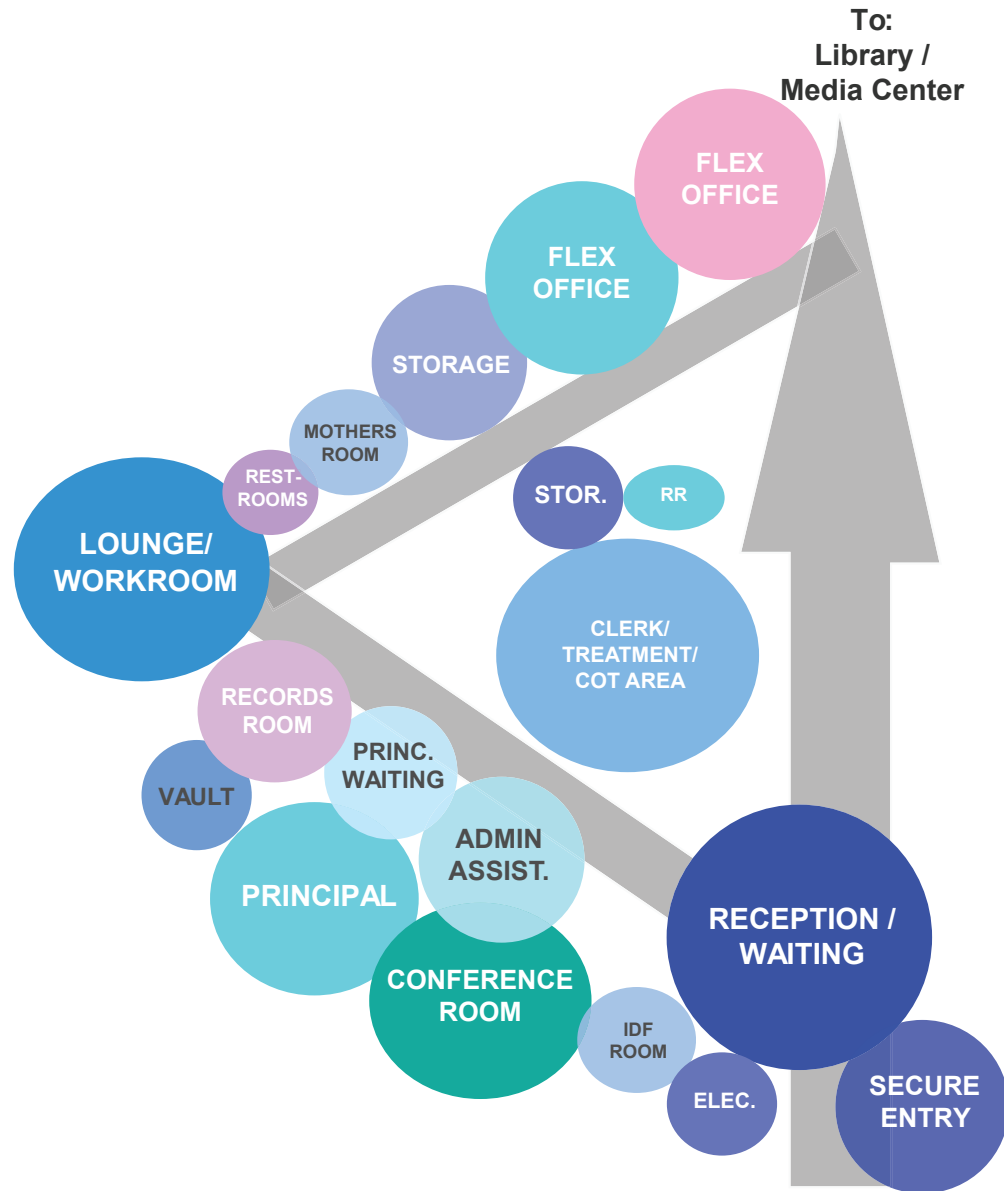 To:
Library /
Media Center
FLEX
OFFICE
FLEX
OFFICE
STORAGE
MOTHERS
ROOM
REST-
ROOMS
STOR.
RR
LOUNGE/
WORKROOM
CLERK/
TREATMENT/
COT AREA
RECORDS
ROOM
PRINC.
WAITING
VAULT
ADMIN
ASSIST.
PRINCIPAL
RECEPTION /
WAITING
CONFERENCE
ROOM
IDF
ROOM
ELEC.
SECURE
ENTRY